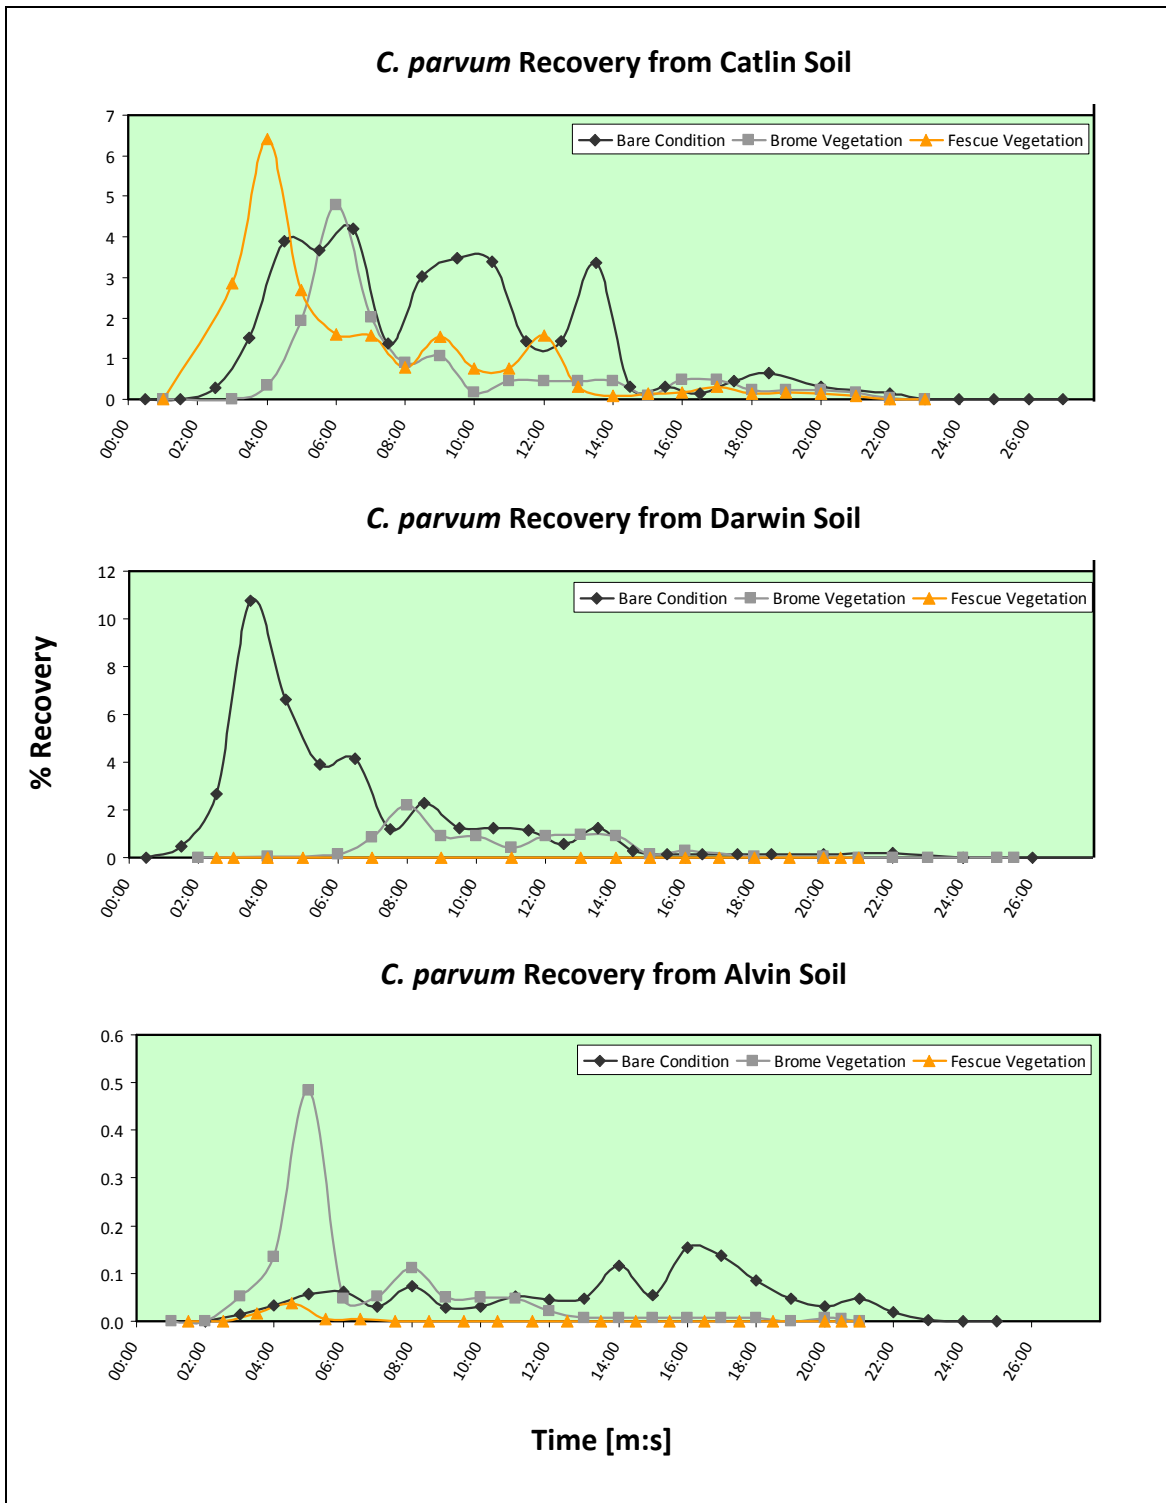 C. parvum Recovery from Catlin Soil
7
6
5
4
3
2
1
0
Bare Condition Brome Vegetation Fescue Vegetation
00:00 02:00 04:00 06:00 08:00 10:00 12:00 14:00 16:00 18:00 20:00 22:00 24:00 26:00
C. parvum Recovery from Darwin Soil
12
10
8
6
4
2
0
Bare Condition Brome Vegetation Fescue Vegetation
00:00 02:00 04:00 06:00 08:00 10:00 12:00 14:00 16:00 18:00 20:00 22:00 24:00 26:00
% Recovery
C. parvum Recovery from Alvin Soil
0.6
0.5
0.4
0.3
0.2
0.1
0.0
Bare Condition Brome Vegetation Fescue Vegetation
00:00 02:00 04:00 06:00 08:00 10:00 12:00 14:00 16:00 18:00 20:00 22:00 24:00 26:00
Time [m:s]